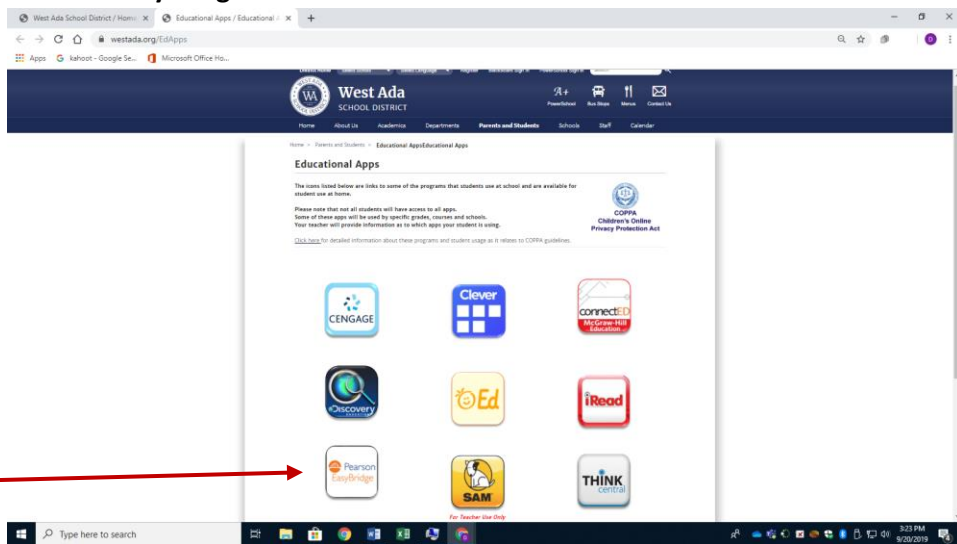 West Ada School District / Home
Educational Apps / Educational A
westada.org/EdApps
Apps
kahoot - Google Se...
Microsoft Office Ho...
West Ada
SCHOOL DISTRICT
PowerSchool
Bus Stops
Menus
Contact Us
Home
About Us
Academics
Departments
Parents and Students
Schools
Staff
Calendar
Home > Parents and Students > Educational AppsEducational Apps
Educational Apps
The icons listed below are links to some of the programs that students use at school and are available for
student use at home.
Please note that not all students will have access to all apps.
Some of these apps will be used by specific grades, courses and schools.
Your teacher will provide information as to which apps your student is using.
Click here for detailed information about these programs and student usage as it relates to COPPA guidelines.
COPPA
Children's Online
Privacy Protection Act
CENGAGE
Clever
connectED
McGraw-Hill
Education
Discovery
EDUCATION
Ed
iRead
Pearson
EasyBridge
SAM
For Teacher Use Only
THINK
central
Type here to search
3:23 PM
9/20/2019